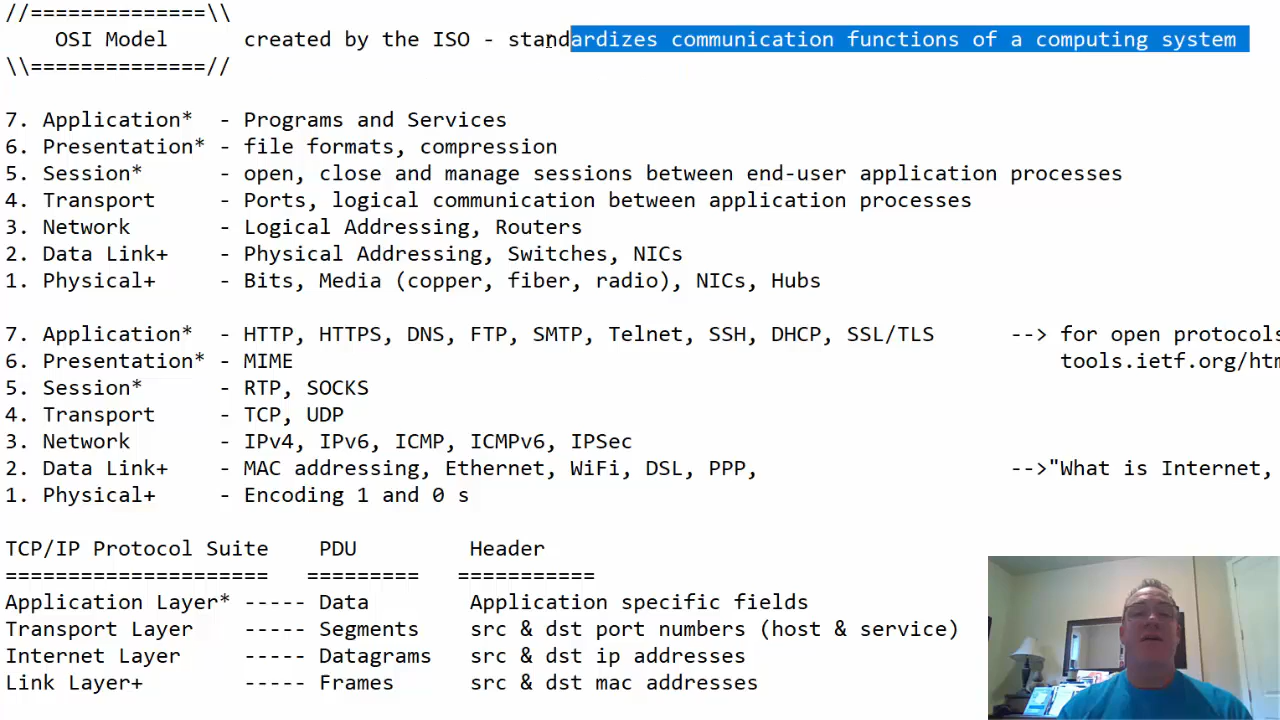 //==============\\
OSI Model created by the ISO - standardizes communication functions of a computing system
\\==============//
7. Application* - Programs and Services
6. Presentation* - file formats, compression
5. Session* - open, close and manage sessions between end-user application processes
4. Transport - Ports, logical communication between application processes
3. Network - Logical Addressing, Routers
2. Data Link+ - Physical Addressing, Switches, NICs
1. Physical+ - Bits, Media (copper, fiber, radio), NICs, Hubs
7. Application* - HTTP, HTTPS, DNS, FTP, SMTP, Telnet, SSH, DHCP, SSL/TLS --> for open protocols
6. Presentation* - MIME tools.ietf.org/htm
5. Session* - RTP, SOCKS
4. Transport - TCP, UDP
3. Network - IPv4, IPv6, ICMP, ICMPv6, IPSec
2. Data Link+ - MAC addressing, Ethernet, WiFi, DSL, PPP, -->"What is Internet,
1. Physical+ - Encoding 1 and 0 s
TCP/IP Protocol Suite PDU Header
===================== ========= ===========
Application Layer* ----- Data Application specific fields
Transport Layer ----- Segments src & dst port numbers (host & service)
Internet Layer ----- Datagrams src & dst ip addresses
Link Layer+ ----- Frames src & dst mac addresses